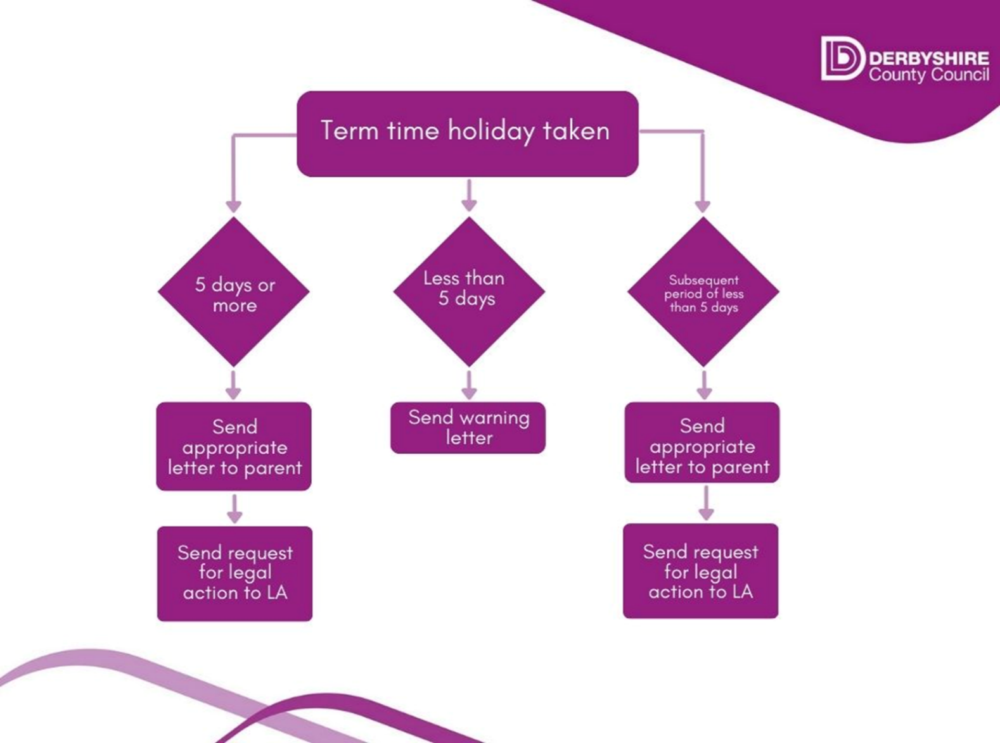 DERBYSHIRE
County Council
Term time holiday taken
5 days or
more
Less than
5 days
Subsequent
period of less
than 5 days
Send
appropriate
letter to parent
Send warning
letter
Send
appropriate
letter to parent
Send request
for legal
action to LA
Send request
for legal
action to LA